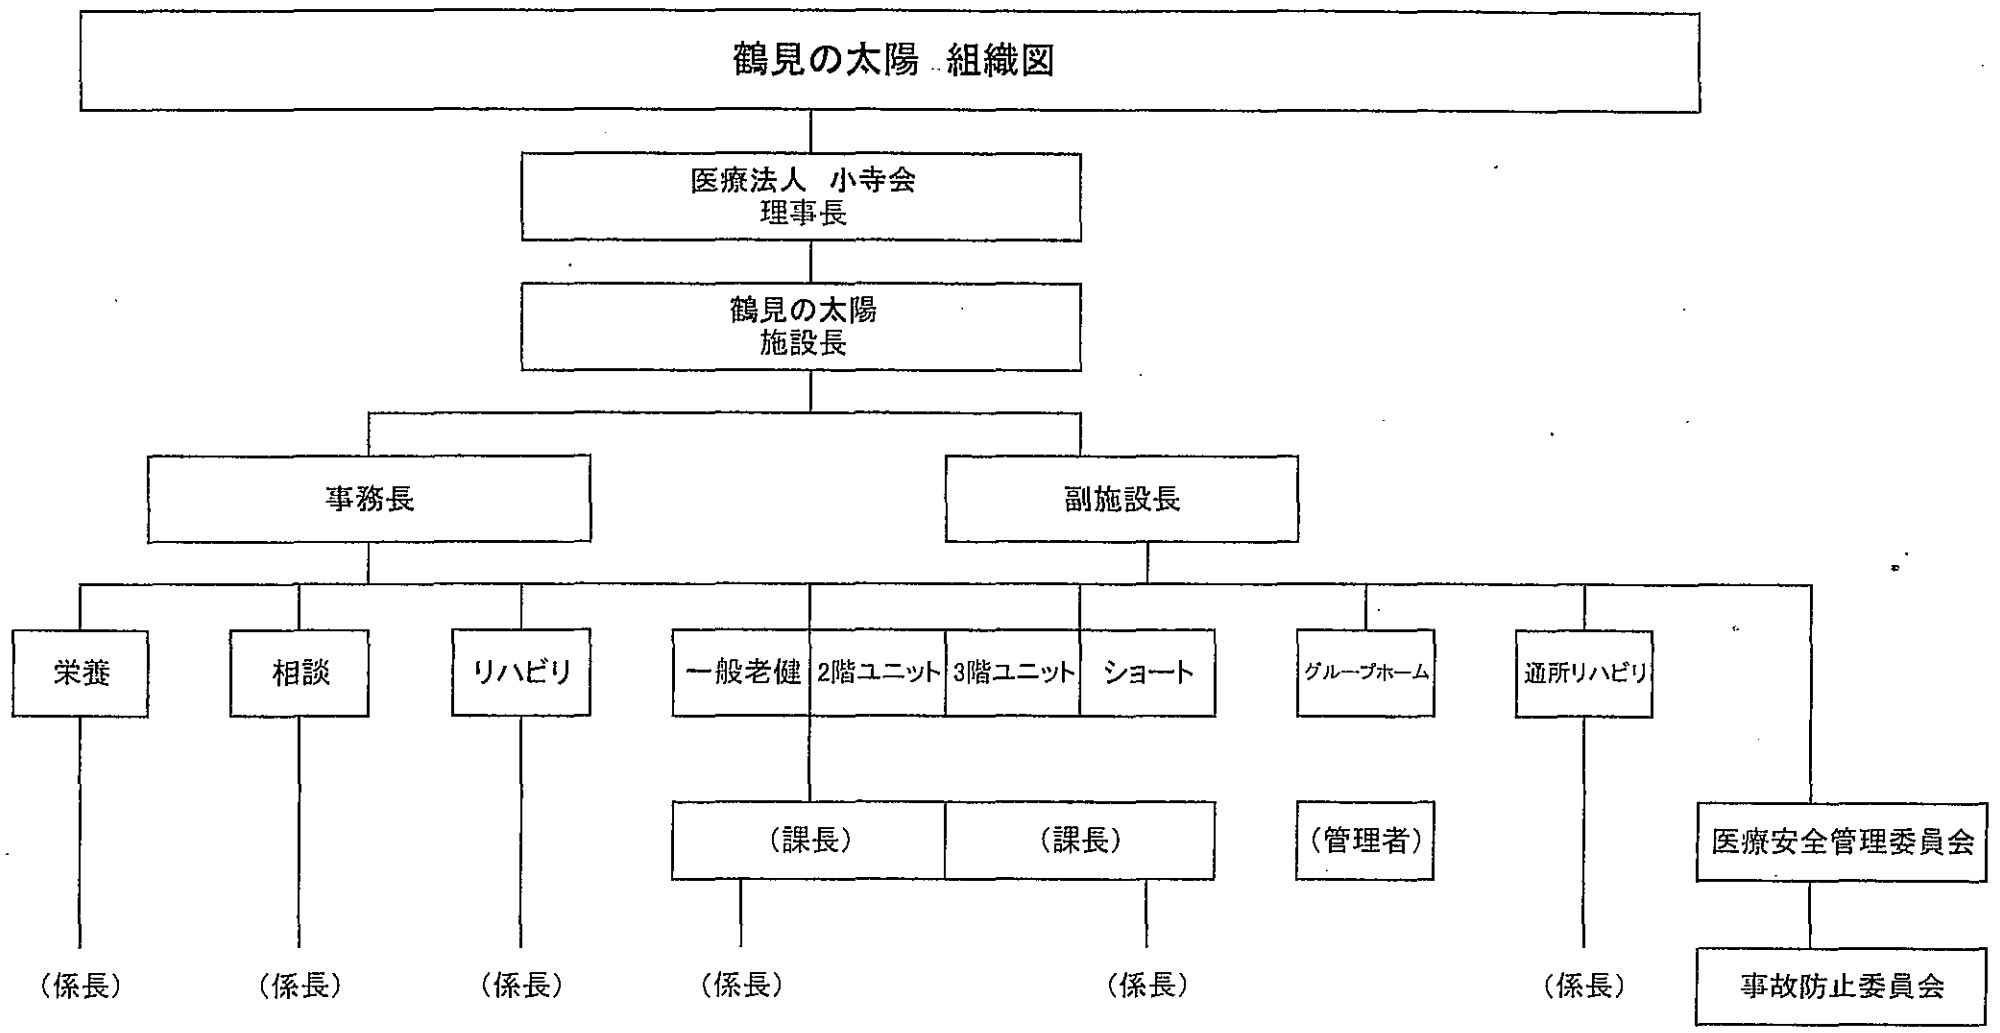 鶴見の太陽 組織図
医療法人 小寺会
理事長
鶴見の太陽
施設長
事務長
副施設長
栄養
相談
リハビリ
一般老健
2階ユニット
3階ユニット
ショート
グループホーム
通所リハビリ
(課長)
(課長)
(管理者)
医療安全管理委員会
(係長)
(係長)
(係長)
(係長)
(係長)
(係長)
事故防止委員会